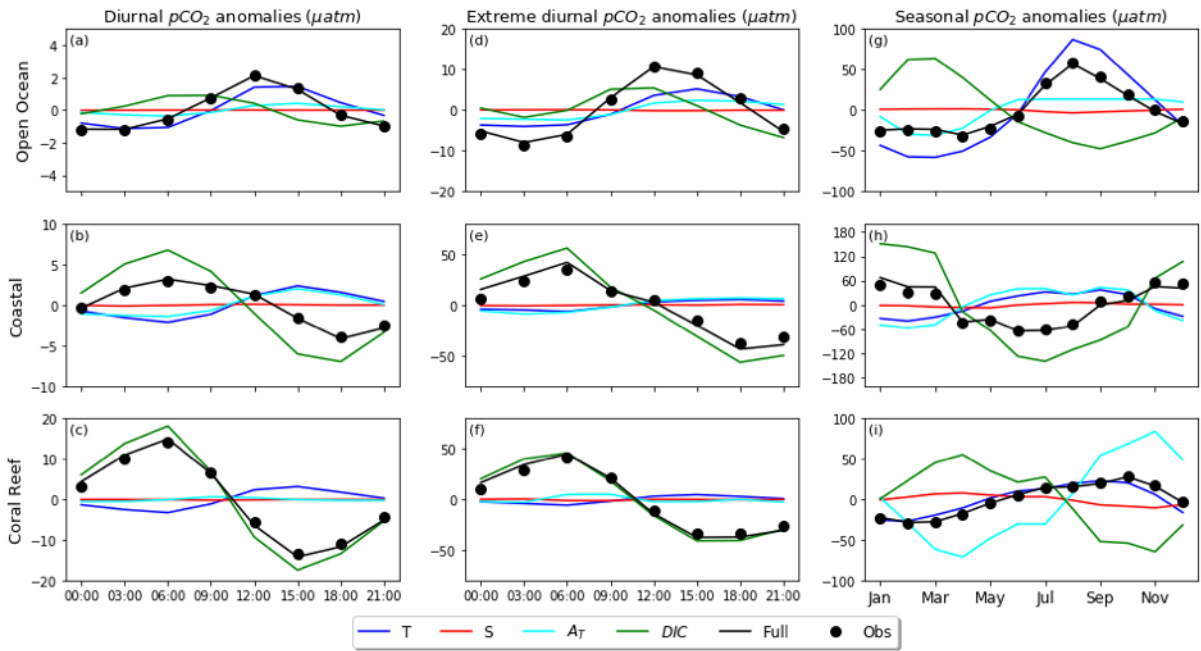 Diurnal pCO₂ anomalies (μatm)
Extreme diurnal pCO₂ anomalies (μatm)
Seasonal pCO₂ anomalies (μatm)
Open Ocean
(a)
4
2
0
−2
−4
(d)
20
10
0
−10
−20
(g)
100
50
0
−50
−100
Coastal
(b)
10
5
0
−5
−10
(e)
50
0
−50
(h)
180
120
60
0
−60
−120
−180
Coral Reef
(c)
20
10
0
−10
−20
00:00 03:00 06:00 09:00 12:00 15:00 18:00 21:00
(f)
50
0
−50
00:00 03:00 06:00 09:00 12:00 15:00 18:00 21:00
(i)
100
50
0
−50
−100
Jan Mar May Jul Sep Nov
T S A_T DIC Full Obs